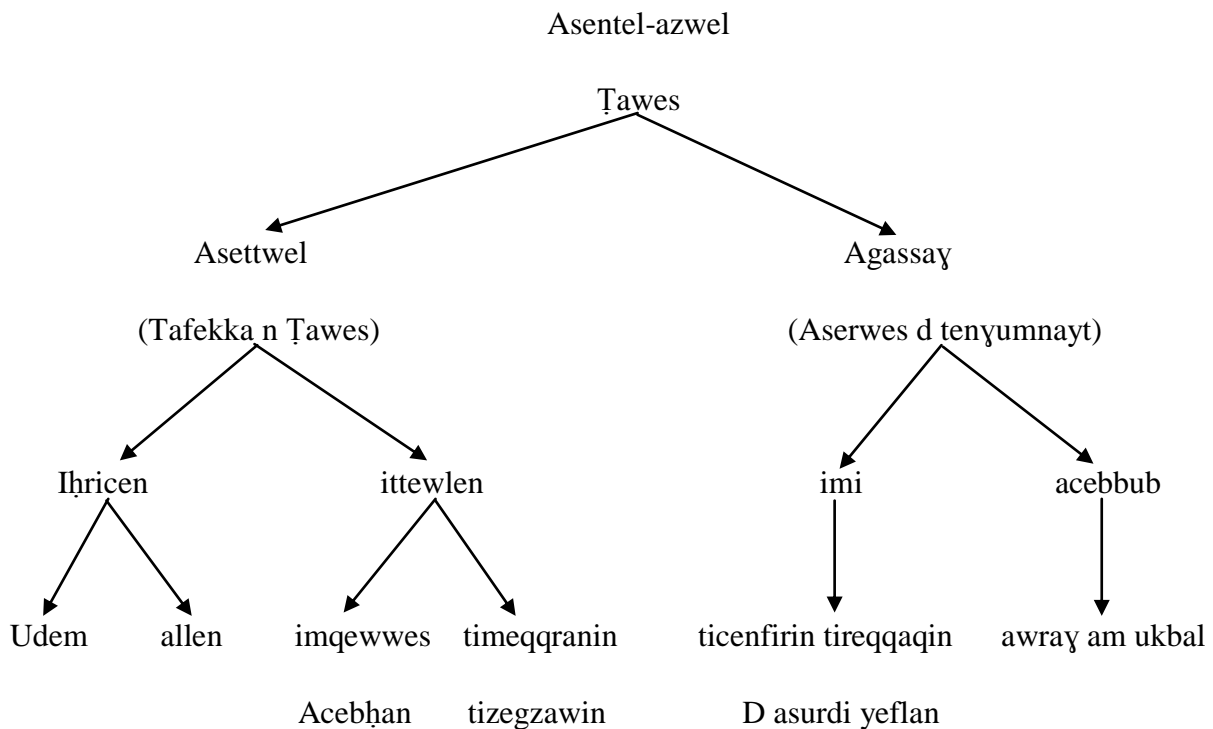 Asentel-azwel
Ṭawes
Asettwel Agassaɣ
(Tafekka n Ṭawes) (Aserwes d tenɣumnayt)
Iḥricen ittewlen imi acebbub
Udem allen imqewwes timeqqranin ticenfirin tireqqaqin awraɣ am ukbal
Acebḥan tizegzawin D asurdi yeflan